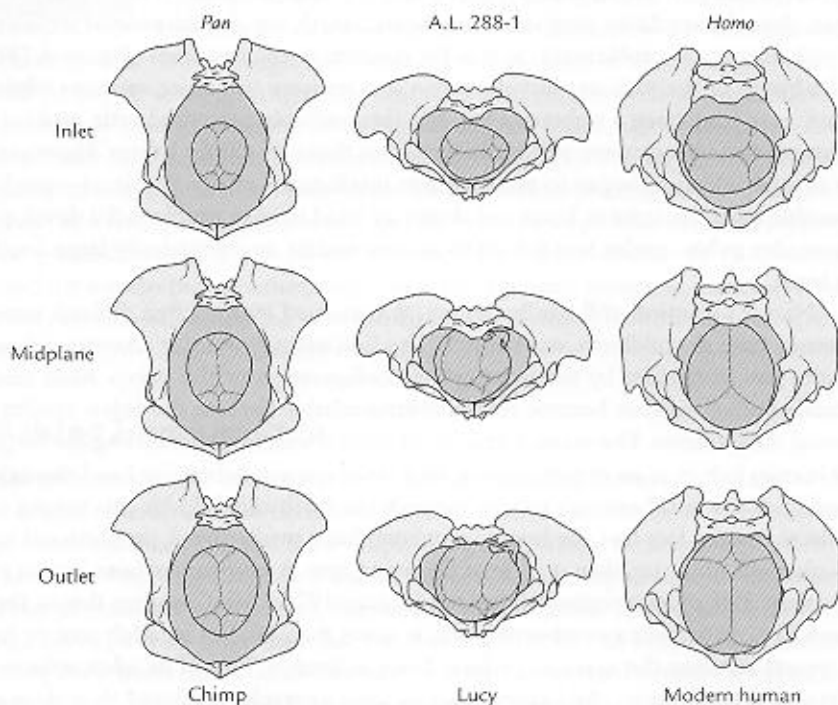 Pan A.L. 288-1 Homo
Inlet
Midplane
Outlet
Chimp Lucy Modern human